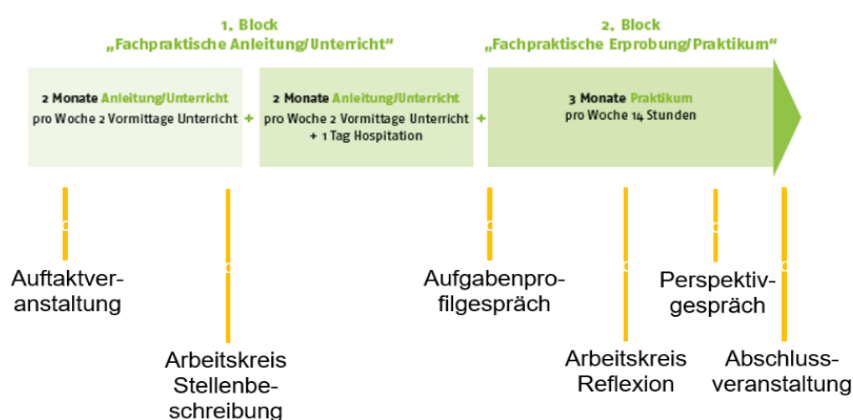 1. Block
„Fachpraktische Anleitung/Unterricht“
2. Block
„Fachpraktische Erprobung/Praktikum“
2 Monate Anleitung/Unterricht
pro Woche 2 Vormittage Unterricht
+
2 Monate Anleitung/Unterricht
pro Woche 2 Vormittage Unterricht
+ 1 Tag Hospitation
+
3 Monate Praktikum
pro Woche 14 Stunden
Auftaktver-
anstaltung
Arbeitskreis
Stellenbe-
schreibung
Aufgabenpro-
filgespräch
Arbeitskreis
Reflexion
Perspektiv-
gespräch
Abschluss-
veranstaltung